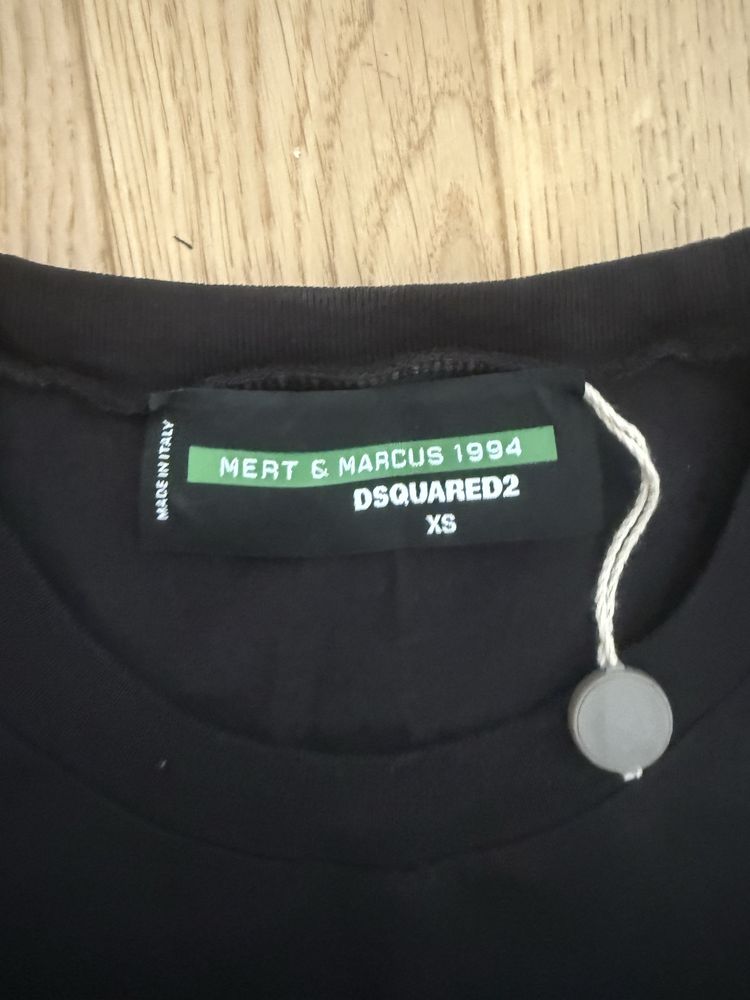 MADE IN ITALY
MERT & MARCUS 1994
DSQUARED2
XS